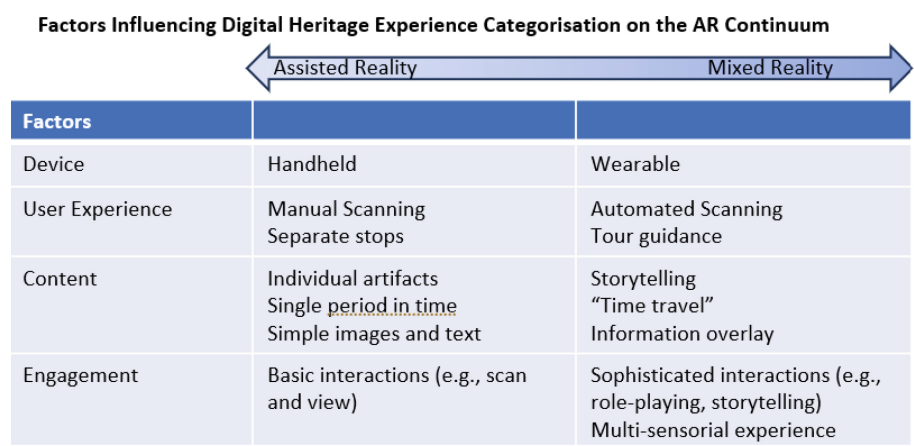 Factors Influencing Digital Heritage Experience Categorisation on the AR Continuum
Assisted Reality
Mixed Reality
Factors
Device
Handheld
Wearable
User Experience
Manual Scanning
Separate stops
Automated Scanning
Tour guidance
Content
Individual artifacts
Single period in time
Simple images and text
Storytelling
“Time travel”
Information overlay
Engagement
Basic interactions (e.g., scan
and view)
Sophisticated interactions (e.g.,
role-playing, storytelling)
Multi-sensorial experience